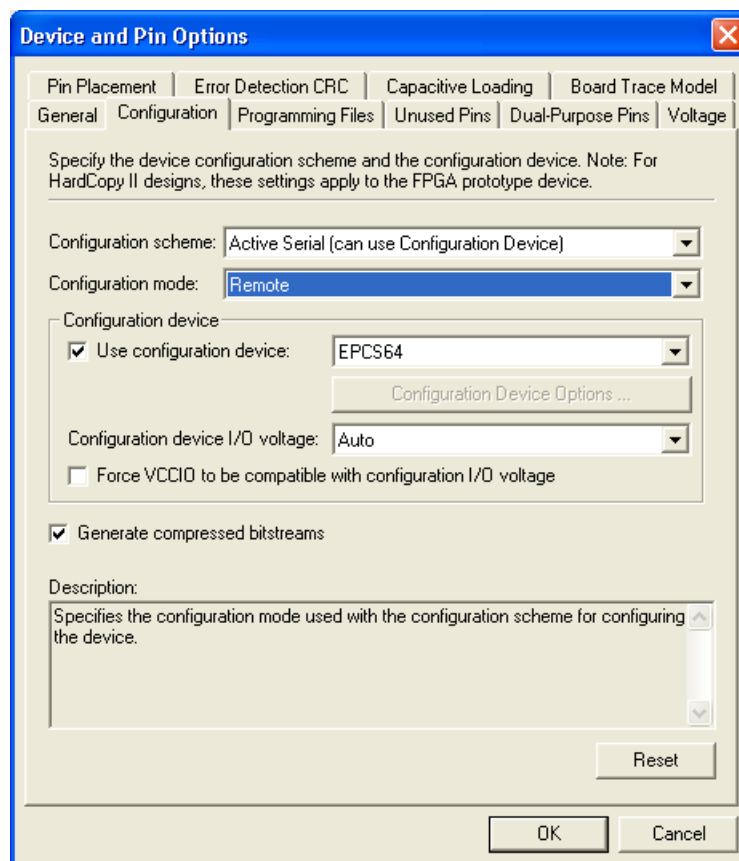 Device and Pin Options
Pin Placement Error Detection CRC Capacitive Loading Board Trace Model
General Configuration Programming Files Unused Pins Dual-Purpose Pins Voltage
Specify the device configuration scheme and the configuration device. Note: For
HardCopy II designs, these settings apply to the FPGA prototype device.
Configuration scheme: Active Serial (can use Configuration Device)
Configuration mode: Remote
Configuration device
Use configuration device: EPCS64
Configuration Device Options ...
Configuration device I/O voltage: Auto
Force VCCIO to be compatible with configuration I/O voltage
Generate compressed bitstreams
Description:
Specifies the configuration mode used with the configuration scheme for configuring
the device.
Reset
OK Cancel